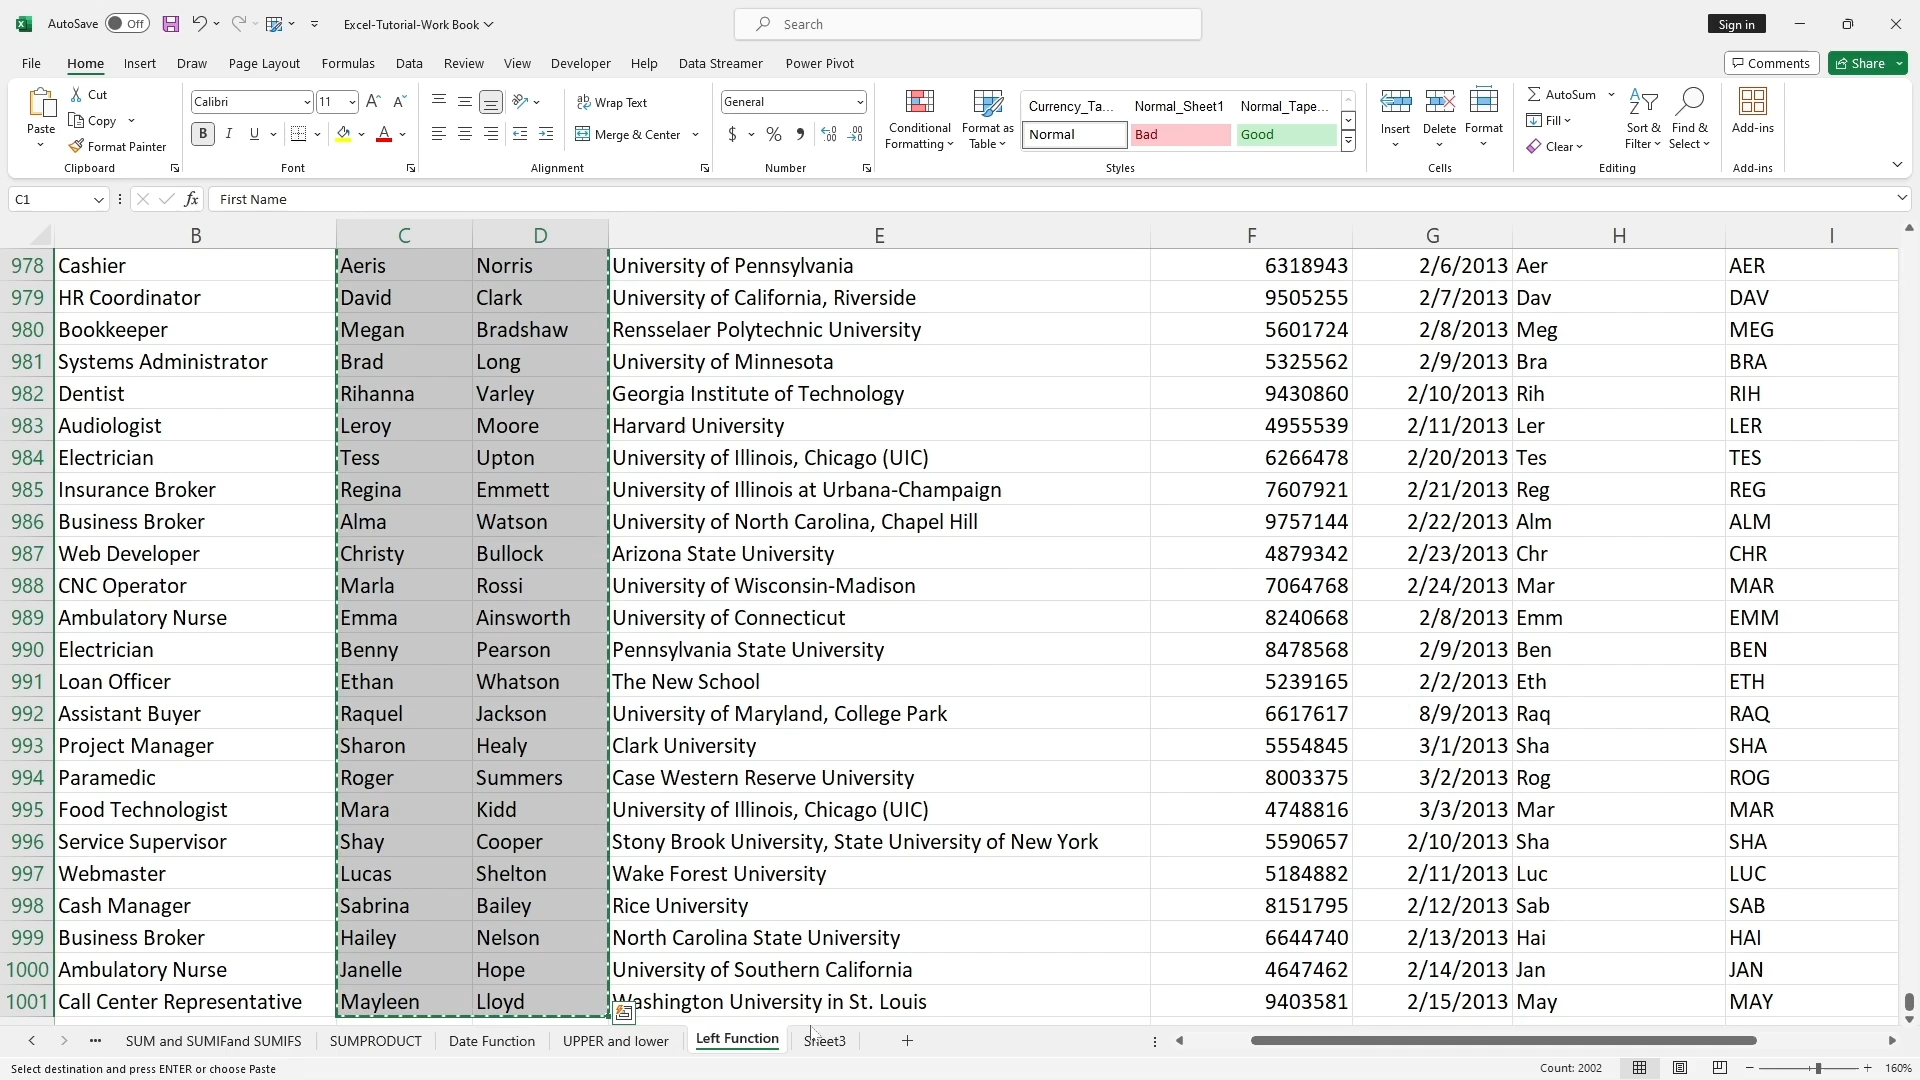 AutoSave Off Excel-Tutorial-Work Book Search Sign in
File Home Insert Draw Page Layout Formulas Data Review View Developer Help Data Streamer Power Pivot Comments Share
Paste Cut Copy Format Painter Clipboard
Calibri 11 B I U A Font
Wrap Text Merge & Center Alignment
General $ % Number
Conditional Formatting Format as Table Currency_Ta... Normal_Sheet1 Normal_Tape... Normal Bad Good Styles
Insert Delete Format Cells
AutoSum Fill Clear Sort & Filter Find & Select Editing
Add-ins Add-ins
C1 fx First Name
B C D E F G H I
978 Cashier Aeris Norris University of Pennsylvania 6318943 2/6/2013 Aer AER
979 HR Coordinator David Clark University of California, Riverside 9505255 2/7/2013 Dav DAV
980 Bookkeeper Megan Bradshaw Rensselaer Polytechnic University 5601724 2/8/2013 Meg MEG
981 Systems Administrator Brad Long University of Minnesota 5325562 2/9/2013 Bra BRA
982 Dentist Rihanna Varley Georgia Institute of Technology 9430860 2/10/2013 Rih RIH
983 Audiologist Leroy Moore Harvard University 4955539 2/11/2013 Ler LER
984 Electrician Tess Upton University of Illinois, Chicago (UIC) 6266478 2/20/2013 Tes TES
985 Insurance Broker Regina Emmett University of Illinois at Urbana-Champaign 7607921 2/21/2013 Reg REG
986 Business Broker Alma Watson University of North Carolina, Chapel Hill 9757144 2/22/2013 Alm ALM
987 Web Developer Christy Bullock Arizona State University 4879342 2/23/2013 Chr CHR
988 CNC Operator Marla Rossi University of Wisconsin-Madison 7064768 2/24/2013 Mar MAR
989 Ambulatory Nurse Emma Ainsworth University of Connecticut 8240668 2/8/2013 Emm EMM
990 Electrician Benny Pearson Pennsylvania State University 8478568 2/9/2013 Ben BEN
991 Loan Officer Ethan Whatson The New School 5239165 2/2/2013 Eth ETH
992 Assistant Buyer Raquel Jackson University of Maryland, College Park 6617617 8/9/2013 Raq RAQ
993 Project Manager Sharon Healy Clark University 5554845 3/1/2013 Sha SHA
994 Paramedic Roger Summers Case Western Reserve University 8003375 3/2/2013 Rog ROG
995 Food Technologist Mara Kidd University of Illinois, Chicago (UIC) 4748816 3/3/2013 Mar MAR
996 Service Supervisor Shay Cooper Stony Brook University, State University of New York 5590657 2/10/2013 Sha SHA
997 Webmaster Lucas Shelton Wake Forest University 5184882 2/11/2013 Luc LUC
998 Cash Manager Sabrina Bailey Rice University 8151795 2/12/2013 Sab SAB
999 Business Broker Hailey Nelson North Carolina State University 6644740 2/13/2013 Hai HAI
1000 Ambulatory Nurse Janelle Hope University of Southern California 4647462 2/14/2013 Jan JAN
1001 Call Center Representative Mayleen Lloyd Washington University in St. Louis 9403581 2/15/2013 May MAY
SUM and SUMIFand SUMIFS SUMPRODUCT Date Function UPPER and lower Left Function Sheet3
Select destination and press ENTER or choose Paste Count: 2002 160%